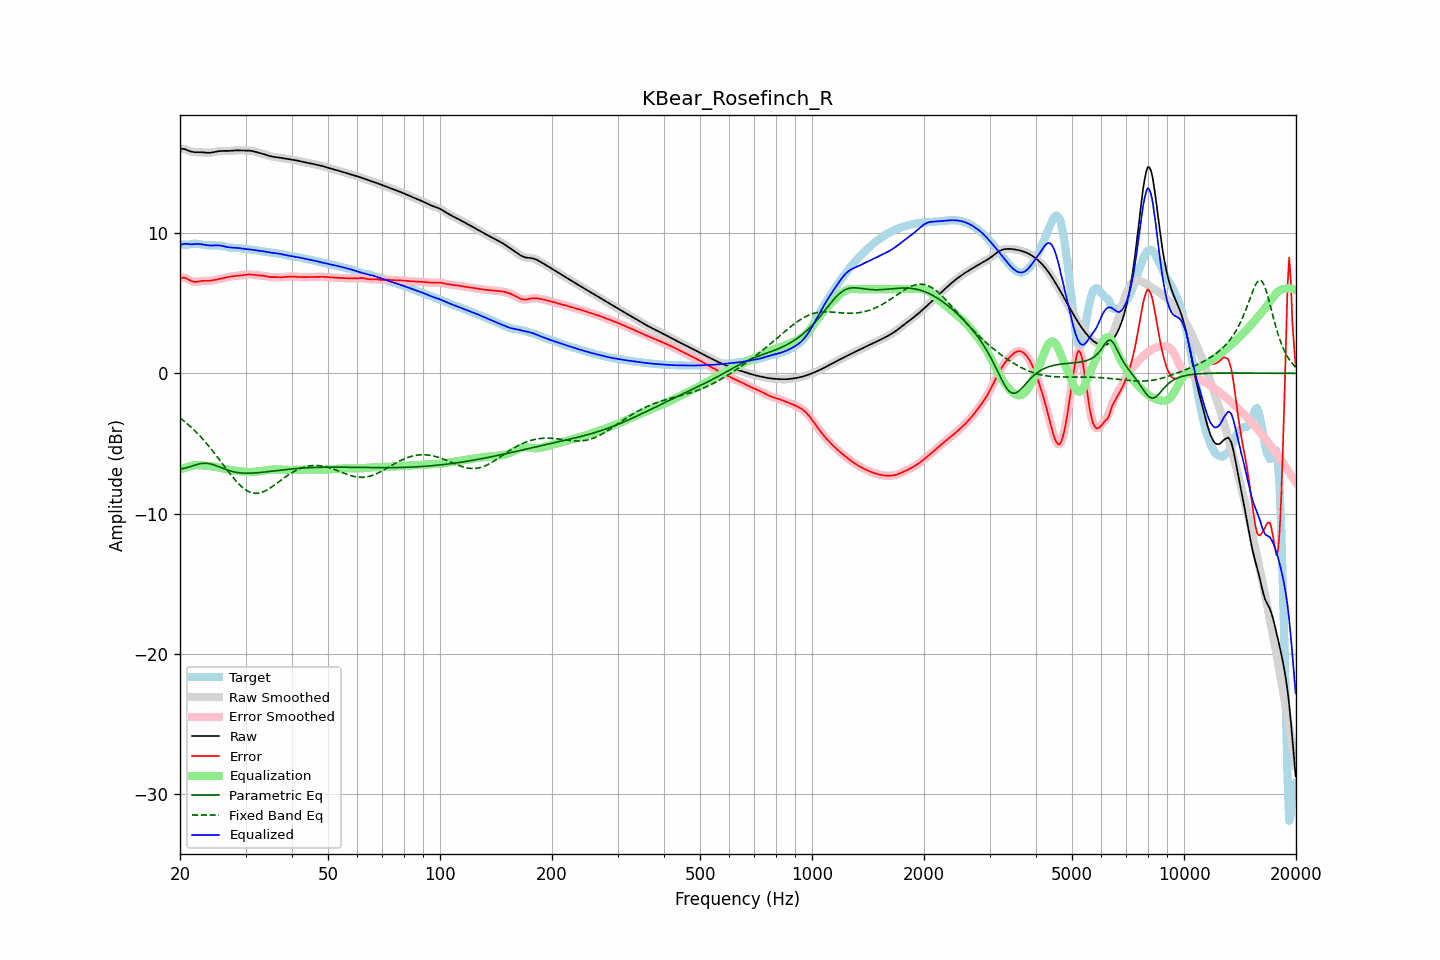 KBear_Rosefinch_R
Amplitude (dBr)
10
0
−10
−20
−30
Target
Raw Smoothed
Error Smoothed
Raw
Error
Equalization
Parametric Eq
Fixed Band Eq
Equalized
20 50 100 200 500 1000 2000 5000 10000 20000
Frequency (Hz)